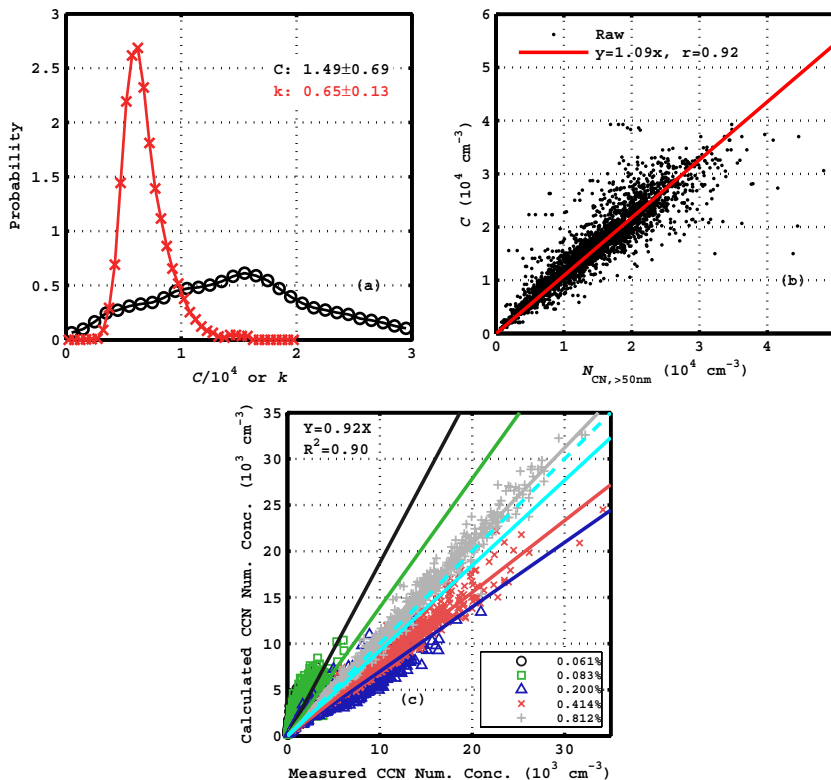 3
2.5
2
1.5
1
0.5
0
0
1
2
3
Probability
C/10⁴ or k
C: 1.49±0.69
k: 0.65±0.13
(a)
6
5
4
3
2
1
0
0
1
2
3
4
C (10⁴ cm⁻³)
N_CN,>50nm (10⁴ cm⁻³)
Raw
y=1.09x, r=0.92
(b)
35
30
25
20
15
10
5
0
0
10
20
30
Calculated CCN Num. Conc. (10³ cm⁻³)
Measured CCN Num. Conc. (10³ cm⁻³)
Y=0.92X
R²=0.90
0.061%
0.083%
0.200%
0.414%
0.812%
(c)